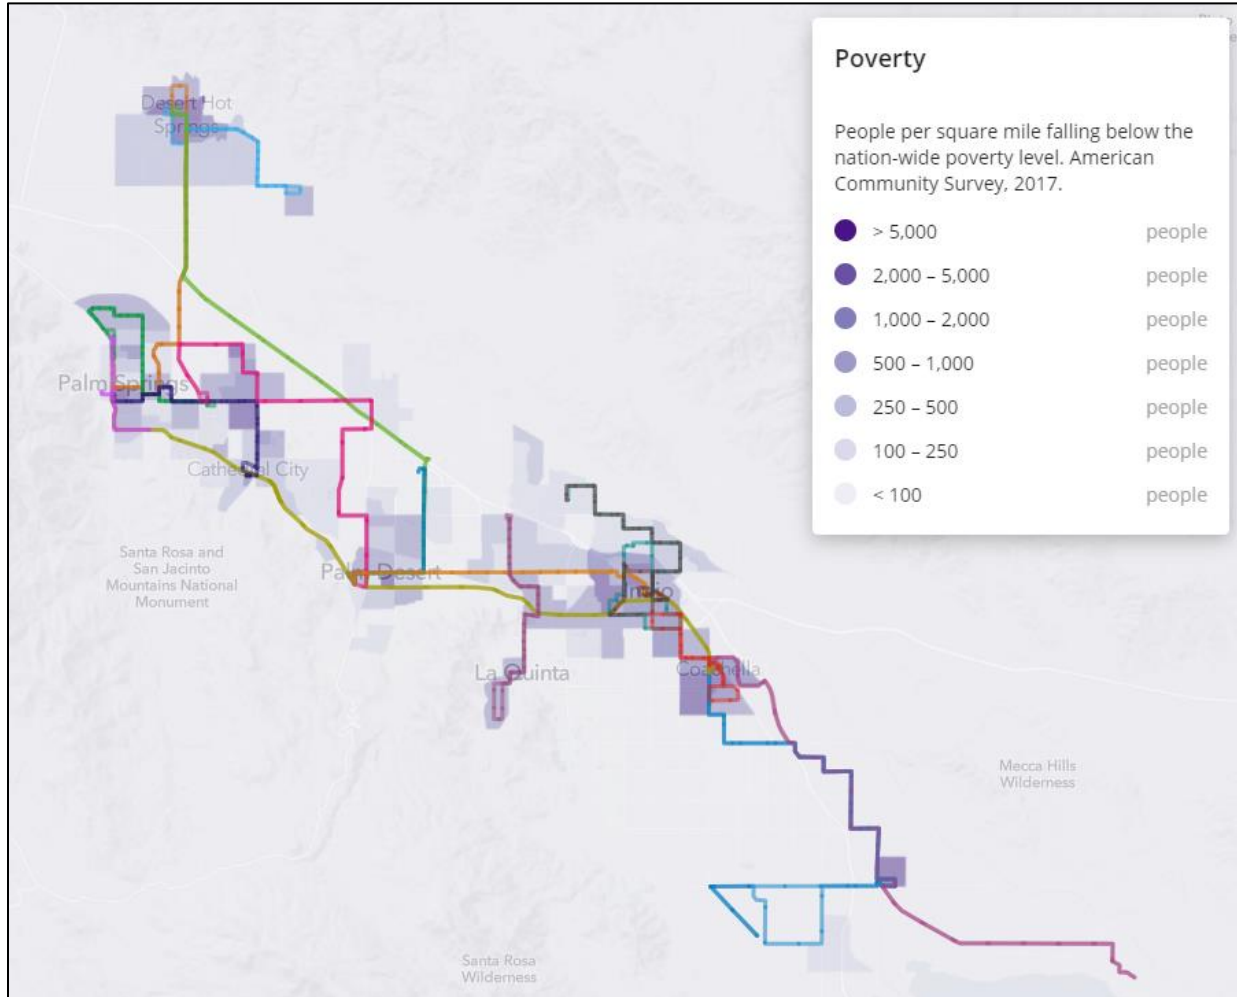 Poverty
People per square mile falling below the
nation-wide poverty level. American
Community Survey, 2017.
> 5,000 people
2,000 – 5,000 people
1,000 – 2,000 people
500 – 1,000 people
250 – 500 people
100 – 250 people
< 100 people
Desert Hot
Springs
Palm Springs
Cathedral City
Santa Rosa and
San Jacinto
Mountains National
Monument
Palm Desert
Indio
La Quinta
Coachella
Mecca Hills
Wilderness
Santa Rosa
Wilderness